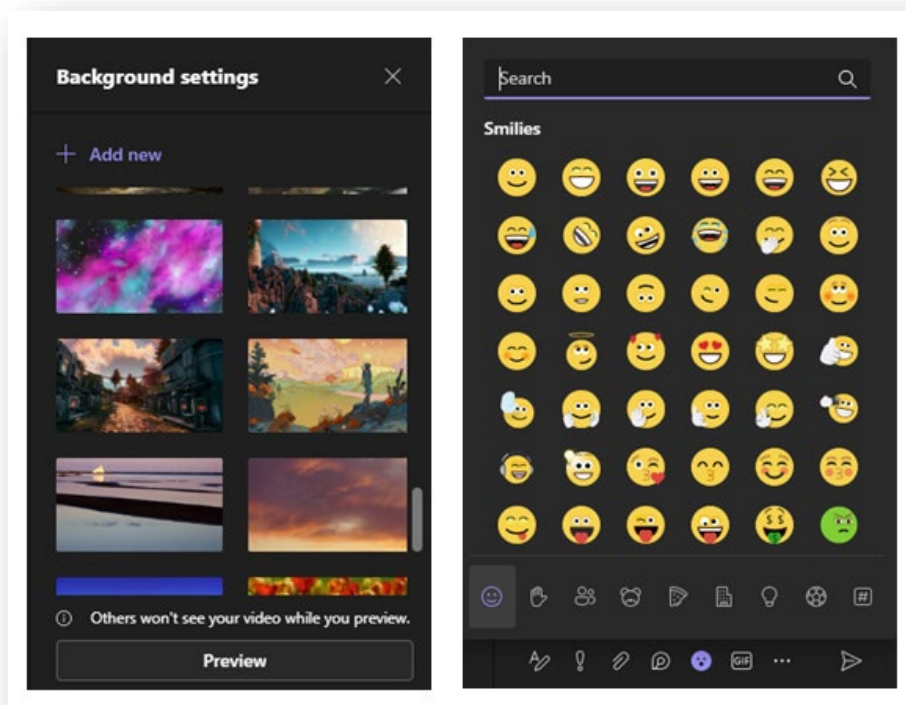 Background settings
Add new
Others won't see your video while you preview.
Preview
Search
Smilies
GIF